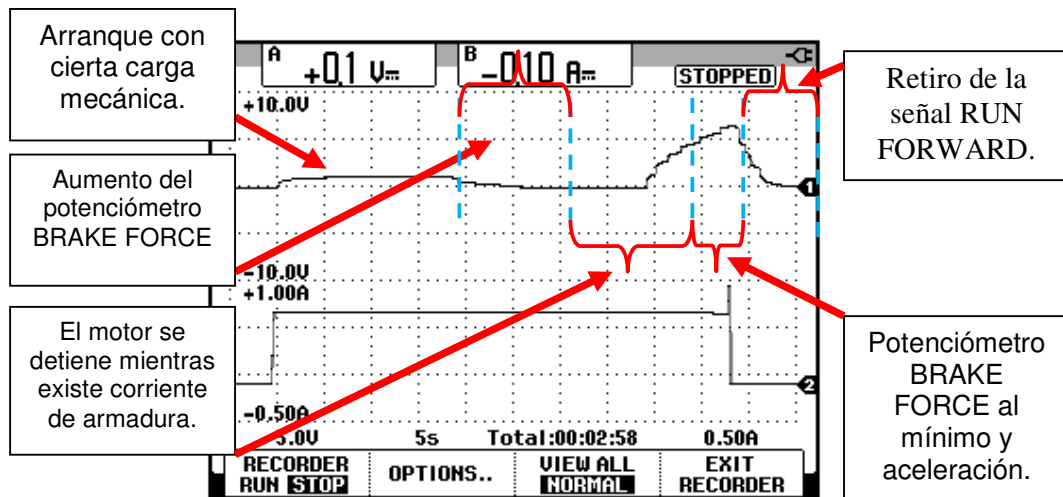 Arranque con
cierta carga
mecánica.
Aumento del
potenciómetro
BRAKE FORCE
El motor se
detiene mientras
existe corriente
de armadura.
A
+0.1 V
B
-0.10 A
STOPPED
+10.0V
1
-10.0V
+1.00A
2
-0.50A
5.0V 5s Total:00:02:58 0.50A
RECORDER
RUN STOP
OPTIONS..
VIEW ALL
NORMAL
EXIT
RECORDER
Retiro de la
señal RUN
FORWARD.
Potenciómetro
BRAKE
FORCE al
mínimo y
aceleración.